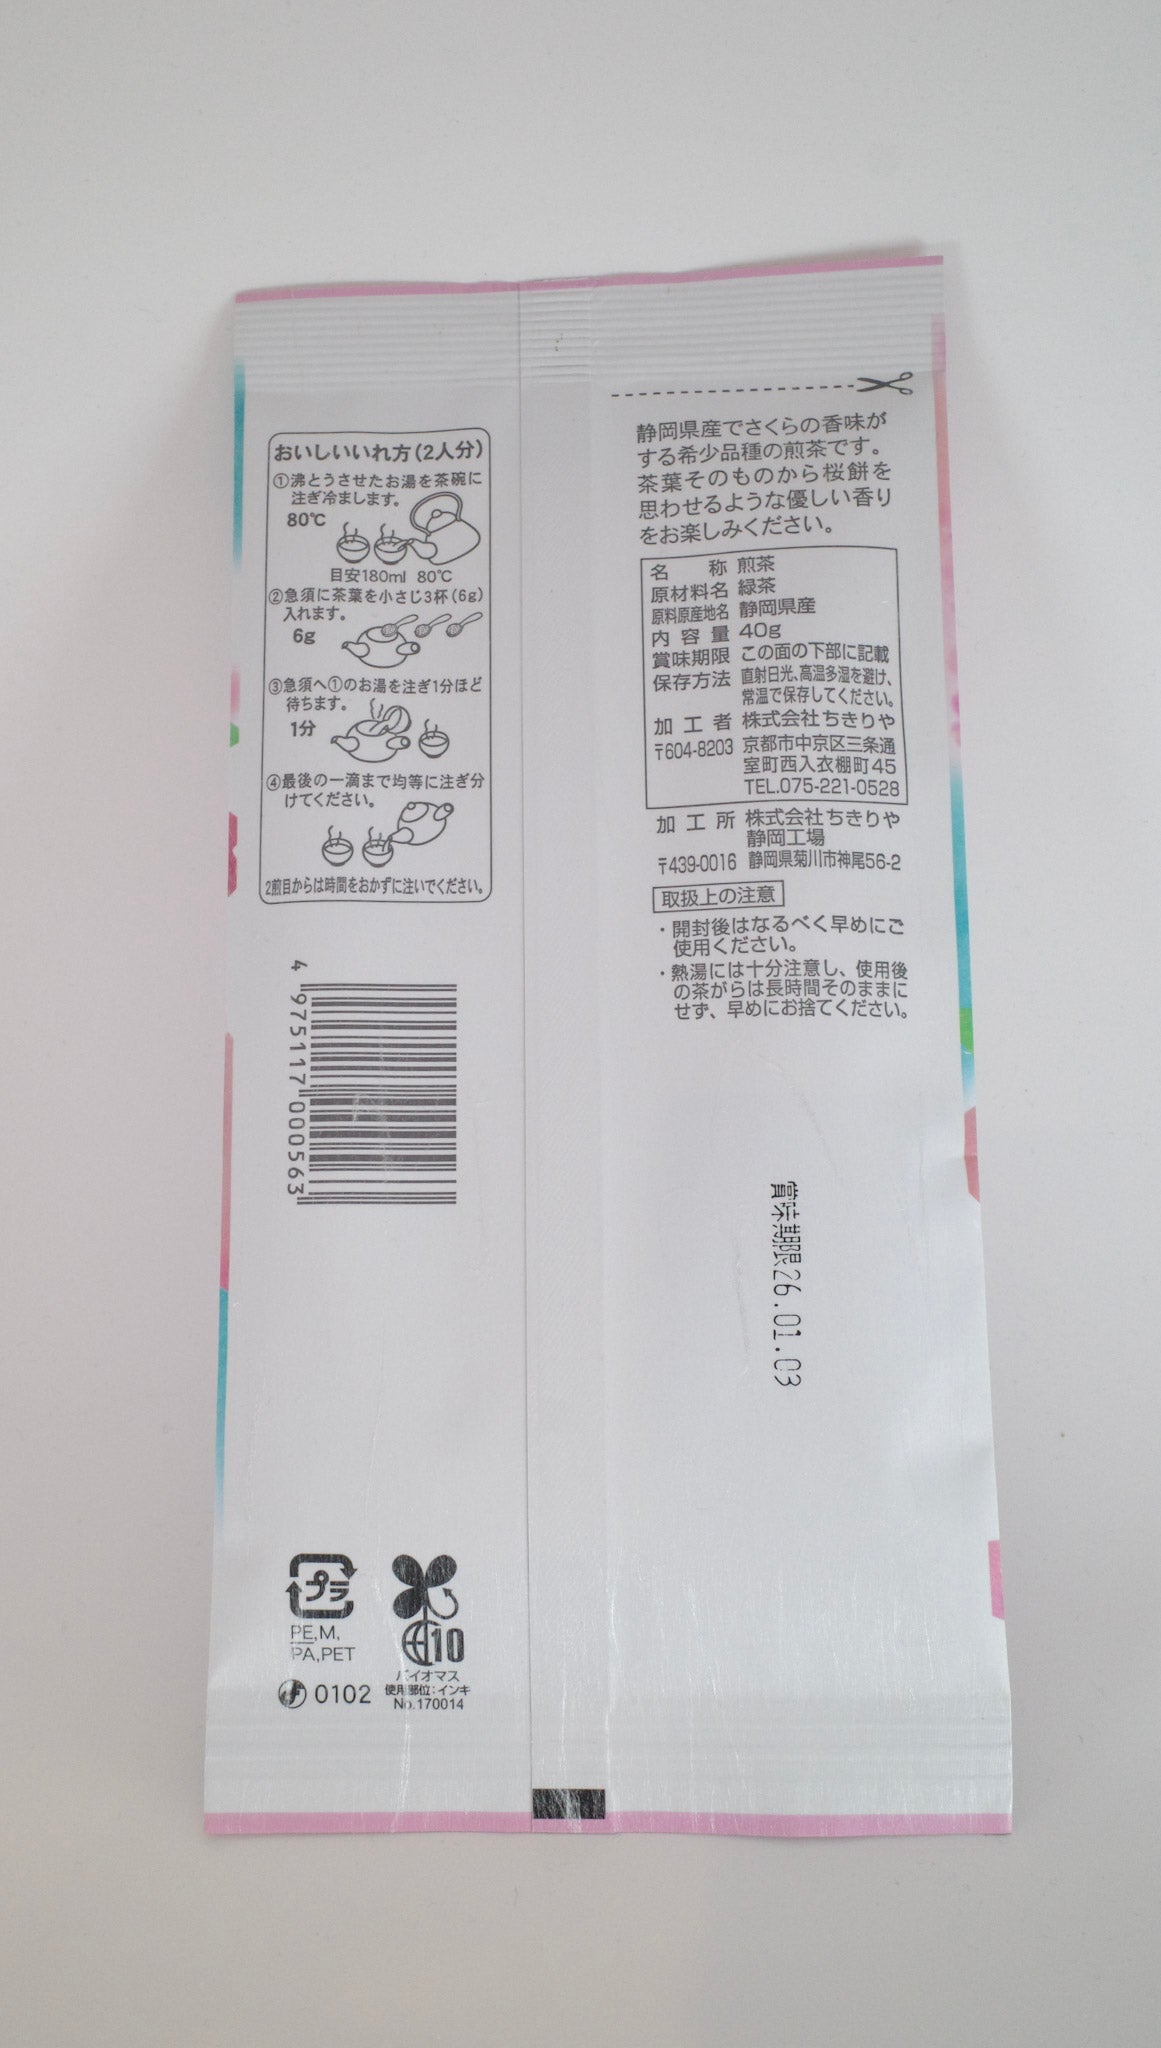 おいしいいれ方(2人分)
①沸とうさせたお湯を茶碗に
注ぎ冷まします。
80℃
目安180ml 80℃
②急須に茶葉を小さじ3杯(6g)
入れます。
6g
③急須へ①のお湯を注ぎ1分ほど
待ちます。
1分
④最後の一滴まで均等に注ぎ分
けてください。
2煎目からは時間をおかずに注いでください。
4 975117 000563
プラ
PE,M,
PA,PET
0102
10
バイオマス
使用部位:インキ
No.170014
静岡県産でさくらの香味が
する希少品種の煎茶です。
茶葉そのものから桜餅を
思わせるような優しい香り
をお楽しみください。
名 称 煎茶
原材料名 緑茶
原料原産地名 静岡県産
内容量 40g
賞味期限 この面の下部に記載
保存方法 直射日光、高温多湿を避け、
常温で保存してください。
加工者 株式会社ちきりや
〒604-8203 京都市中京区三条通
室町西入衣棚町45
TEL.075-221-0528
加工所 株式会社ちきりや
静岡工場
〒439-0016 静岡県菊川市神尾56-2
取扱上の注意
・開封後はなるべく早めにご
使用ください。
・熱湯には十分注意し、使用後
の茶がらは長時間そのままに
せず、早めにお捨てください。
賞味期限26.01.03